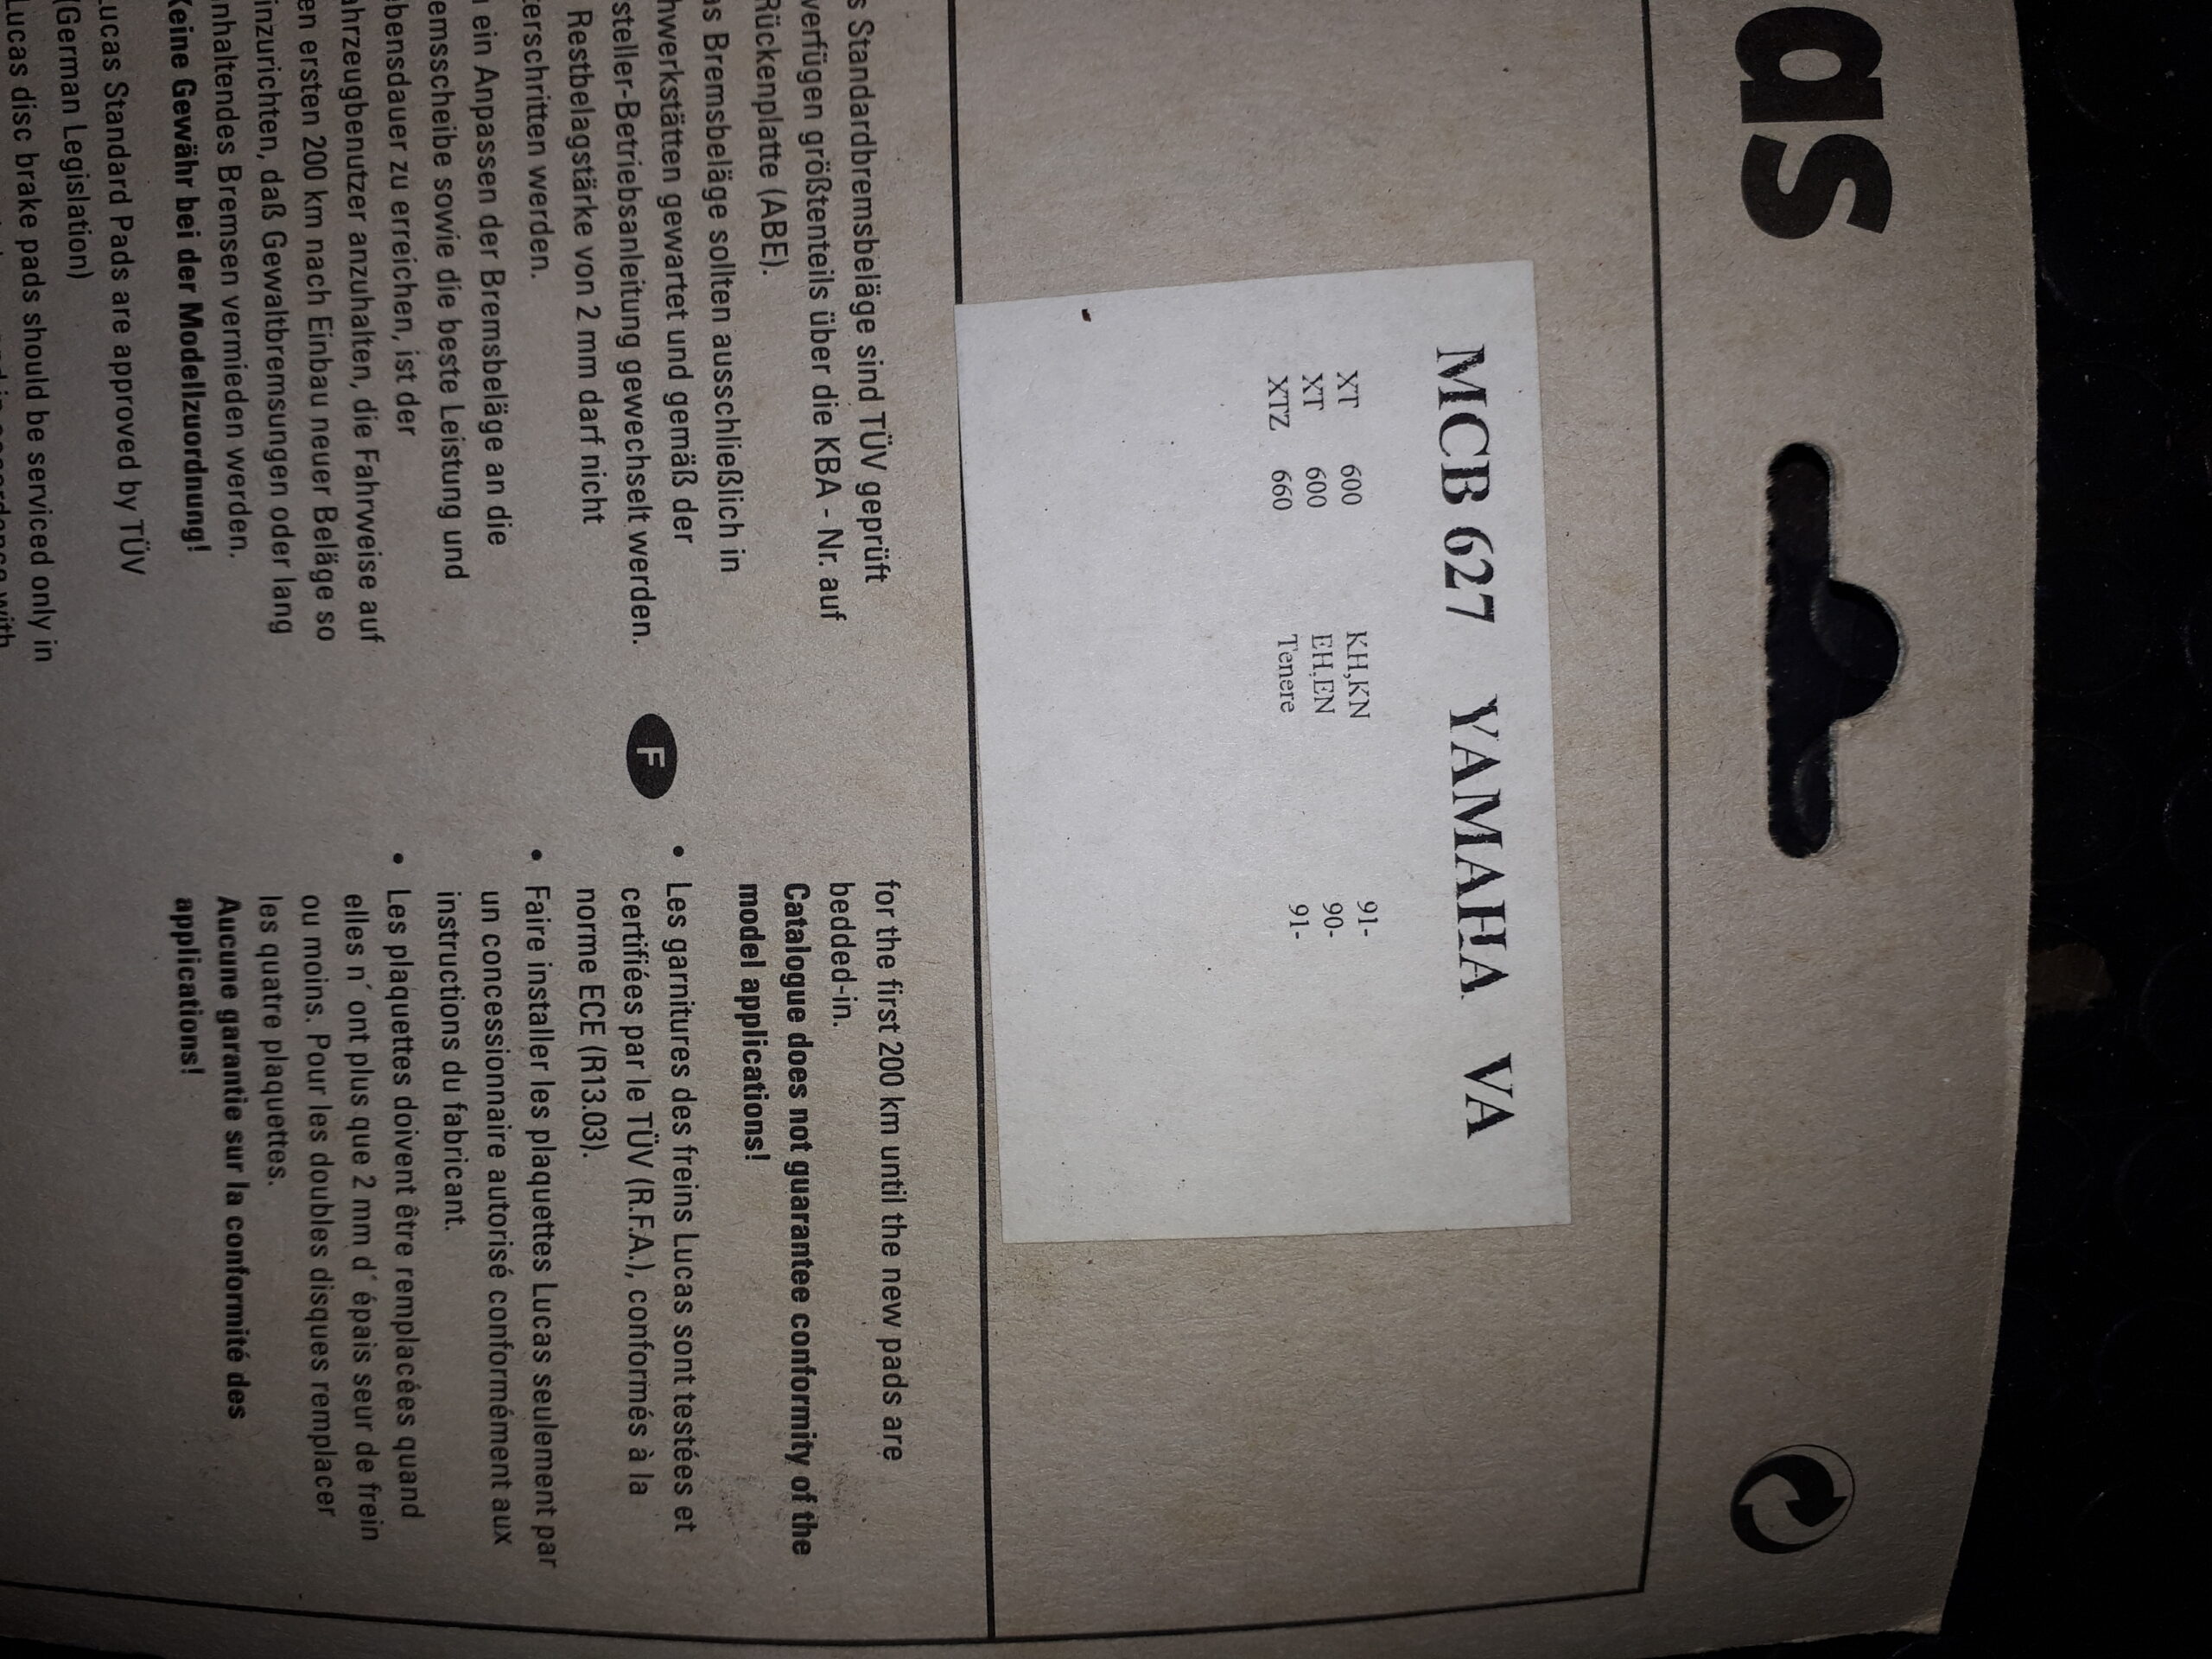 as
MCB 627 YAMAHA VA
XT 600 KH,KN 91-
XT 600 EH,EN 90-
XTZ 660 Tenere 91-
s Standardbremsbeläge sind TÜV geprüft
verfügen größtenteils über die KBA - Nr. auf
Rückenplatte (ABE).
as Bremsbeläge sollten ausschließlich in
hwerkstätten gewartet und gemäß der
steller-Betriebsanleitung gewechselt werden.
Restbelagstärke von 2 mm darf nicht
erschritten werden.
ein Anpassen der Bremsbeläge an die
emsscheibe sowie die beste Leistung und
bensdauer zu erreichen, ist der
ahrzeugbenutzer anzuhalten, die Fahrweise auf
en ersten 200 km nach Einbau neuer Beläge so
inzurichten, daß Gewaltbremsungen oder lang
nhaltendes Bremsen vermieden werden.
Keine Gewähr bei der Modellzuordnung!
Lucas Standard Pads are approved by TÜV
(German Legislation)
Lucas disc brake pads should be serviced only in
for the first 200 km until the new pads are
bedded-in.
Catalogue does not guarantee conformity of the
model applications!
F
• Les garnitures des freins Lucas sont testées et
certifiées par le TÜV (R.F.A.), conformés à la
norme ECE (R13.03).
• Faire installer les plaquettes Lucas seulement par
un concessionnaire autorisé conformément aux
instructions du fabricant.
• Les plaquettes doivent être remplacées quand
elles n´ont plus que 2 mm d´épais seur de frein
ou moins. Pour les doubles disques remplacer
les quatre plaquettes.
Aucune garantie sur la conformité des
applications!